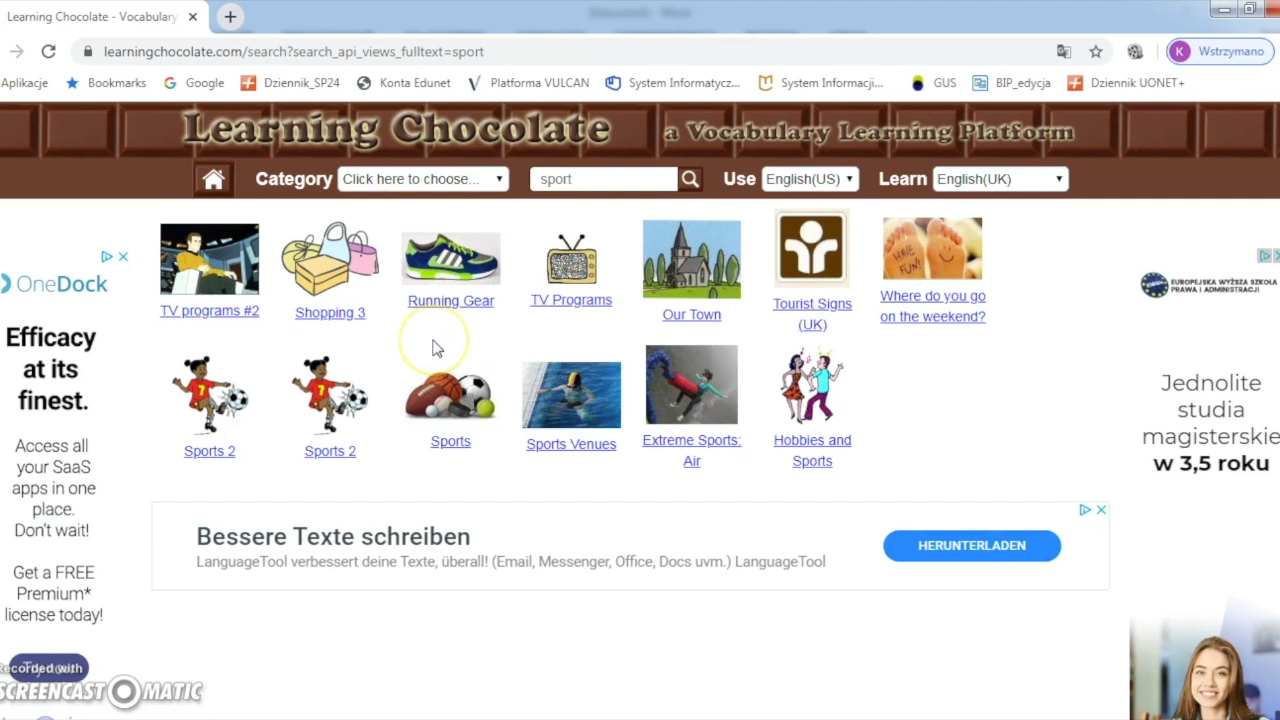 Learning Chocolate - Vocabulary
learningchocolate.com/search?search_api_views_fulltext=sport
K Wstrzymano
Aplikacje Bookmarks Google Dziennik_SP24 Konta Edunet Platforma VULCAN System Informatycz... System Informacji... GUS BIP_edycja Dziennik UONET+
Learning Chocolate a Vocabulary Learning Platform
Category Click here to choose... sport Use English(US) Learn English(UK)
TV programs #2
Shopping 3
Running Gear
TV Programs
Our Town
Tourist Signs
(UK)
HAVE
FUN!
Where do you go
on the weekend?
Sports 2
Sports 2
Sports
Sports Venues
Extreme Sports:
Air
Hobbies and
Sports
OneDock
Efficacy
at its
finest.
Access all
your SaaS
apps in one
place.
Don't wait!
Get a FREE
Premium*
license today!
Bessere Texte schreiben
LanguageTool verbessert deine Texte, überall! (Email, Messenger, Office, Docs uvm.) LanguageTool
HERUNTERLADEN
EUROPEJSKA WYŻSZA SZKOŁA
PRAWA I ADMINISTRACJI
Jednolite
studia
magisterskie
w 3,5 roku
Recorded with
SCREENCAST-O-MATIC